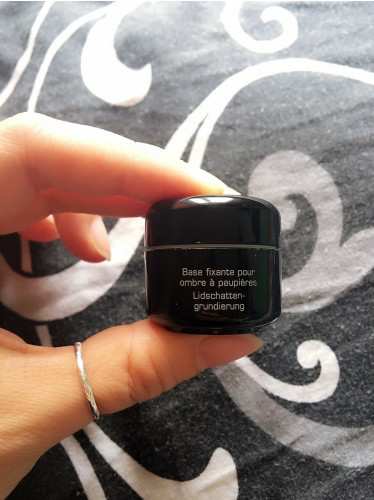 Base fixante pour
ombre à paupières
Lidschatten-
grundierung